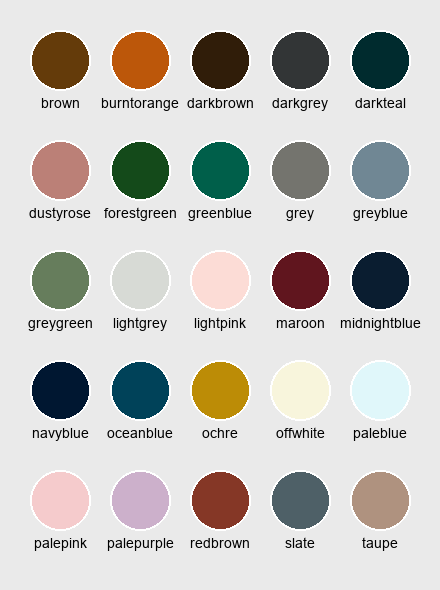 brown burntorange darkbrown darkgrey darkteal
dustyrose forestgreen greenblue grey greyblue
greygreen lightgrey lightpink maroon midnightblue
navyblue oceanblue ochre offwhite paleblue
palepink palepurple redbrown slate taupe